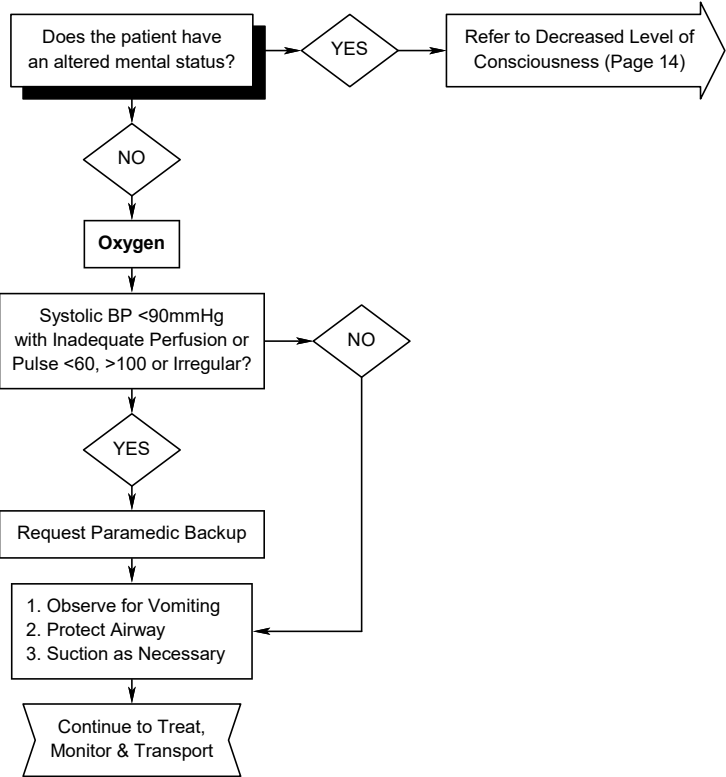 Does the patient have
an altered mental status?
YES
Refer to Decreased Level of
Consciousness (Page 14)
NO
Oxygen
Systolic BP <90mmHg
with Inadequate Perfusion or
Pulse <60, >100 or Irregular?
NO
YES
Request Paramedic Backup
1. Observe for Vomiting
2. Protect Airway
3. Suction as Necessary
Continue to Treat,
Monitor & Transport